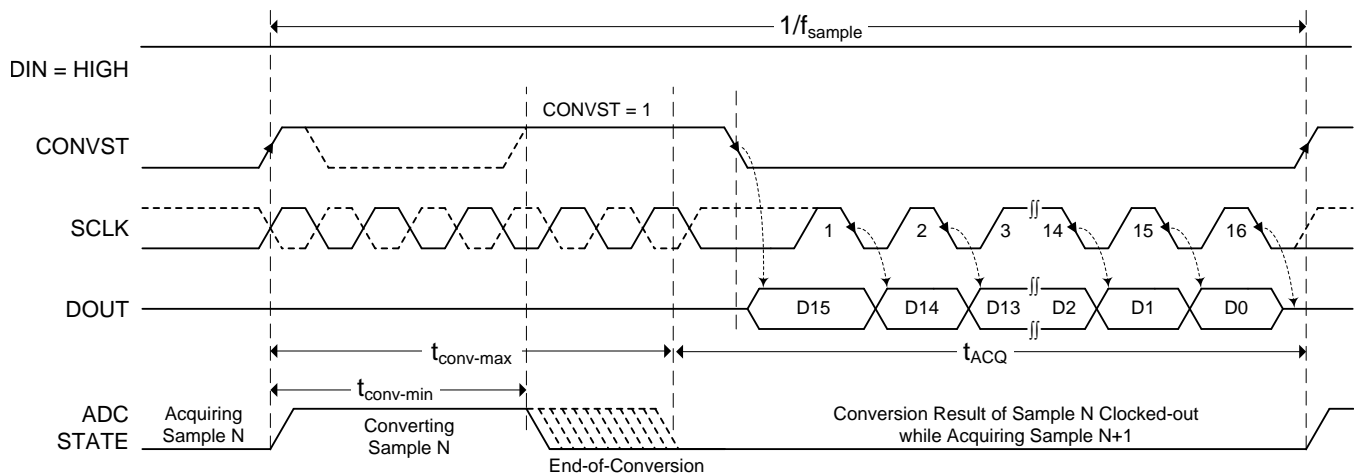 1/fsample
DIN = HIGH
CONVST = 1
CONVST
SCLK
1 2 3 14 15 16
DOUT
D15 D14 D13 D2 D1 D0
tconv-max
tACQ
tconv-min
ADC
STATE
Acquiring
Sample N
Converting
Sample N
End-of-Conversion
Conversion Result of Sample N Clocked-out
while Acquiring Sample N+1